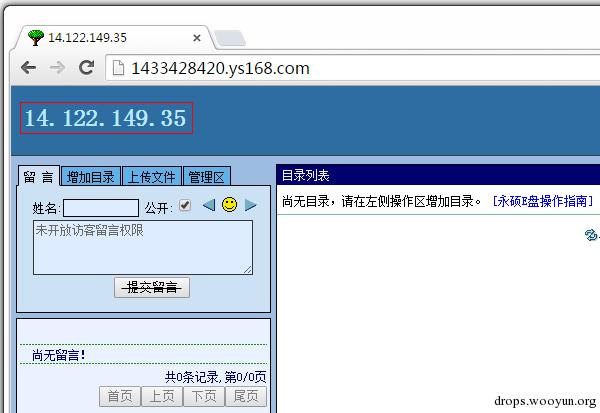 14.122.149.35
1433428420.ys168.com
14.122.149.35
留 言 增加目录 上传文件 管理区
姓名: 公开:
未开放访客留言权限
提交留言
尚无留言！
共0条记录, 第0/0页
首页 上页 下页 尾页
目录列表
尚无目录，请在左侧操作区增加目录。 [永硕E盘操作指南]
drops.wooyun.org